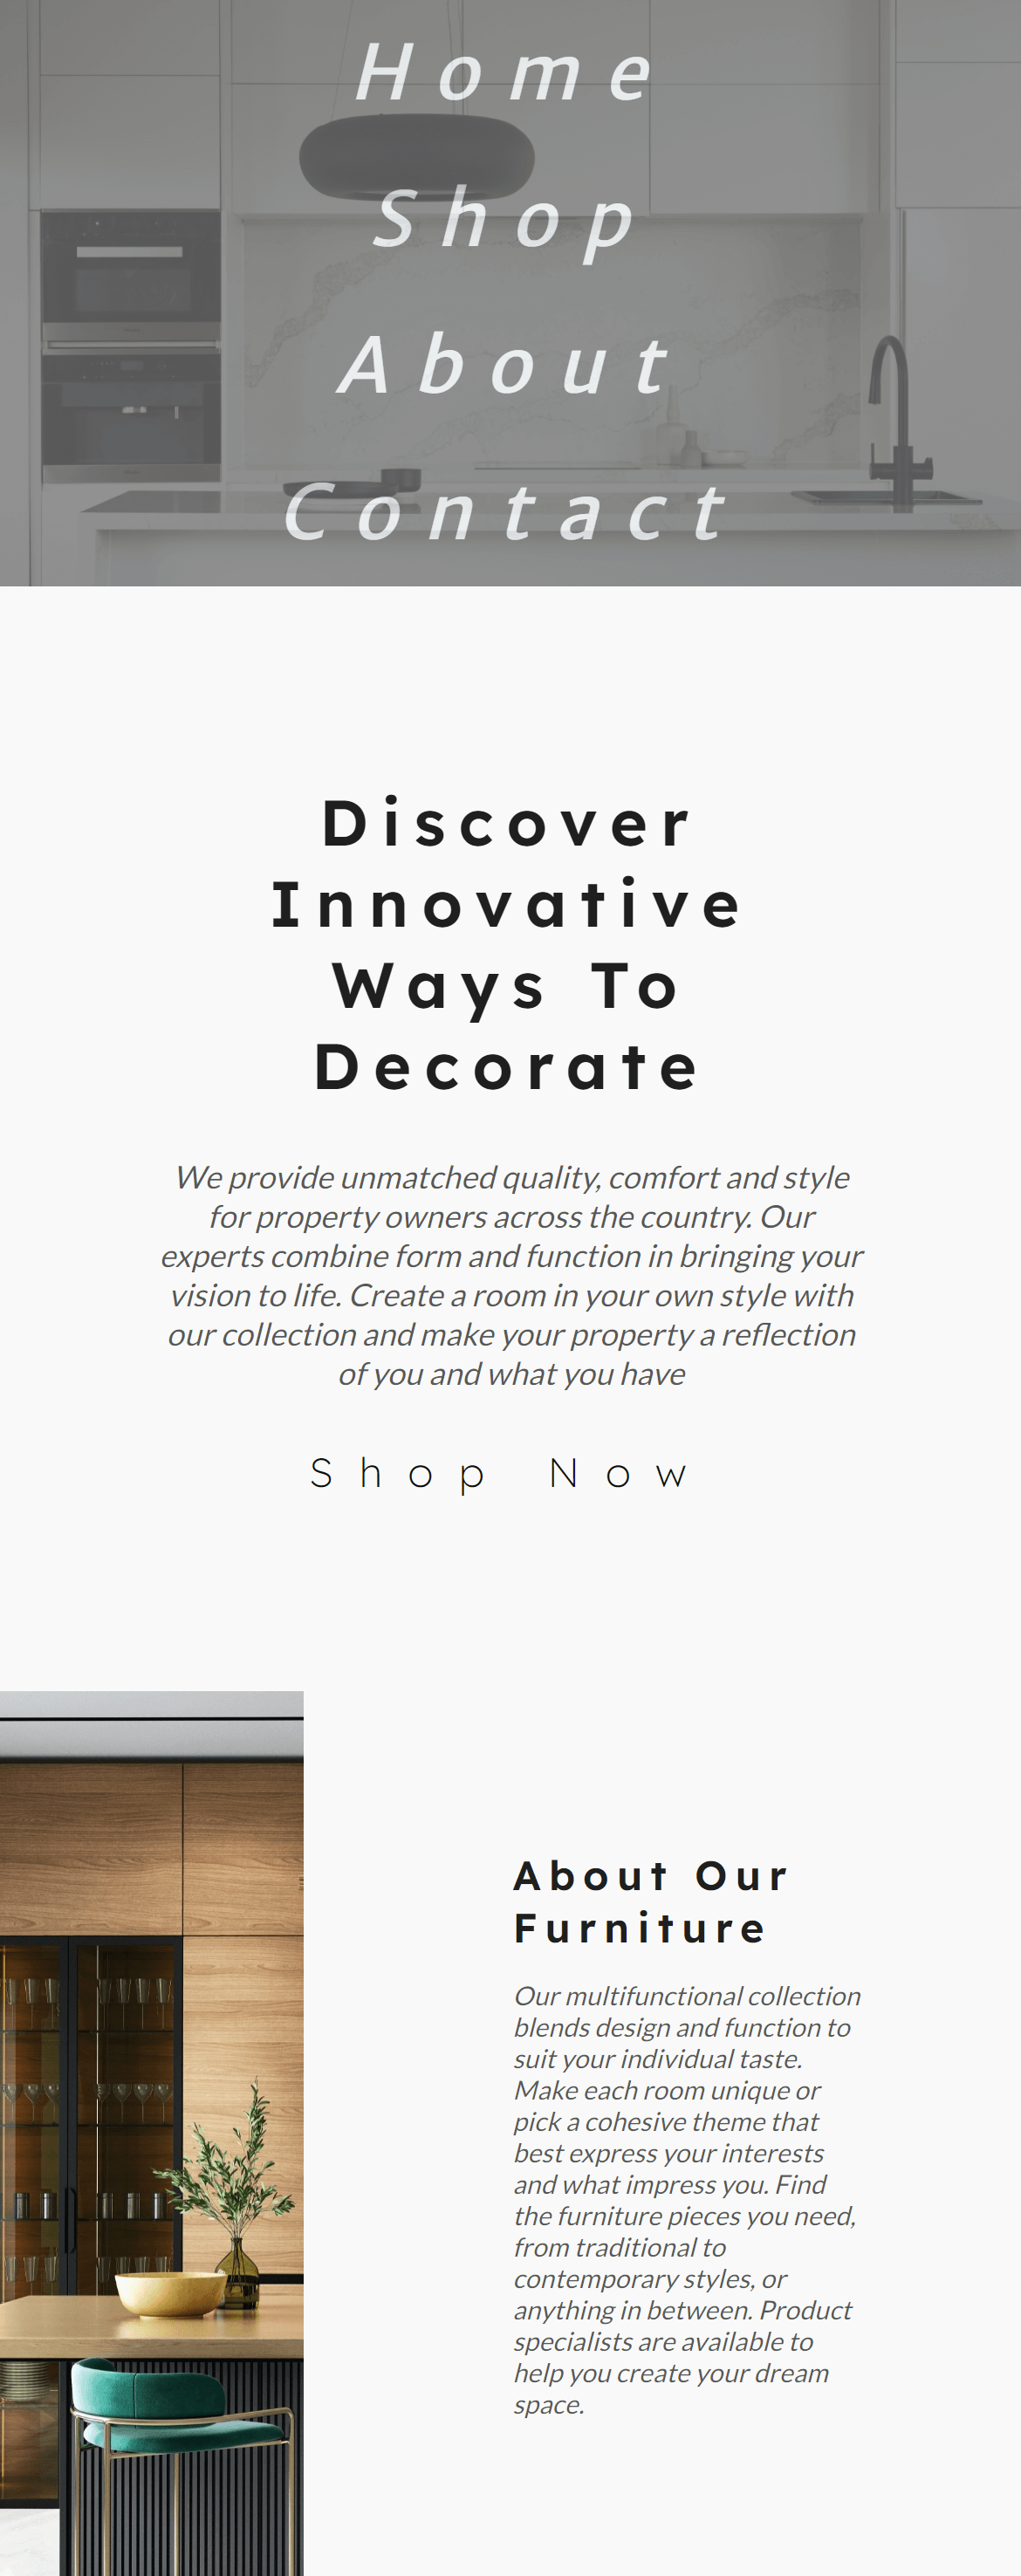 Home
Shop
About
Contact
Discover
Innovative
Ways To
Decorate
We provide unmatched quality, comfort and style
for property owners across the country. Our
experts combine form and function in bringing your
vision to life. Create a room in your own style with
our collection and make your property a reflection
of you and what you have
Shop Now
About Our
Furniture
Our multifunctional collection
blends design and function to
suit your individual taste.
Make each room unique or
pick a cohesive theme that
best express your interests
and what impress you. Find
the furniture pieces you need,
from traditional to
contemporary styles, or
anything in between. Product
specialists are available to
help you create your dream
space.